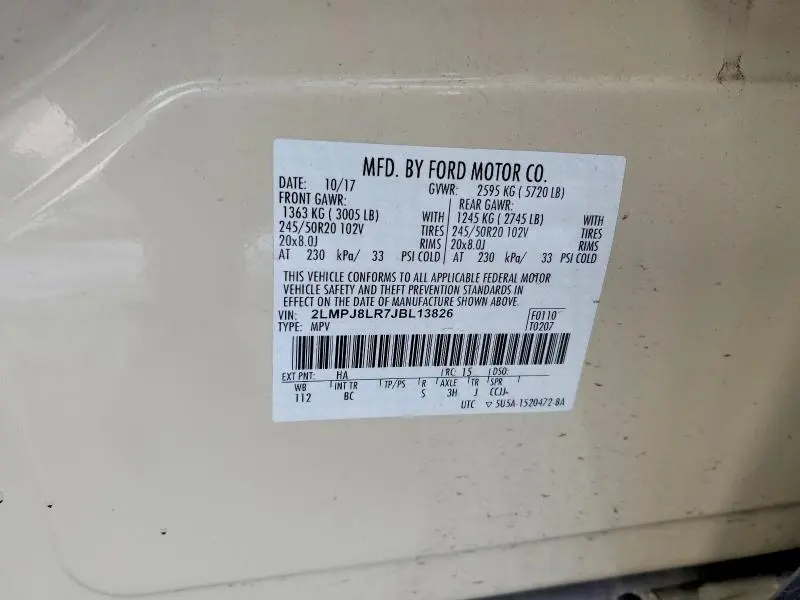 MFD. BY FORD MOTOR CO.
DATE: 10/17 GVWR: 2595 KG ( 5720 LB)
FRONT GAWR: REAR GAWR:
1363 KG ( 3005 LB) WITH 1245 KG ( 2745 LB) WITH
245/50R20 102V TIRES 245/50R20 102V TIRES
20x8.0J RIMS 20x8.0J RIMS
AT 230 kPa/ 33 PSI COLD AT 230 kPa/ 33 PSI COLD
THIS VEHICLE CONFORMS TO ALL APPLICABLE FEDERAL MOTOR
VEHICLE SAFETY AND THEFT PREVENTION STANDARDS IN
EFFECT ON THE DATE OF MANUFACTURE SHOWN ABOVE.
VIN: 2LMPJ8LR7JBL13826 F0110
TYPE: MPV T0207
EXT PNT: HA RC: 15 DSO:
WB INT TR TP/PS R AXLE TR SPR
112 BC S 3H J CCJJ-
UTC ▽ 5U5A-1520472-BA